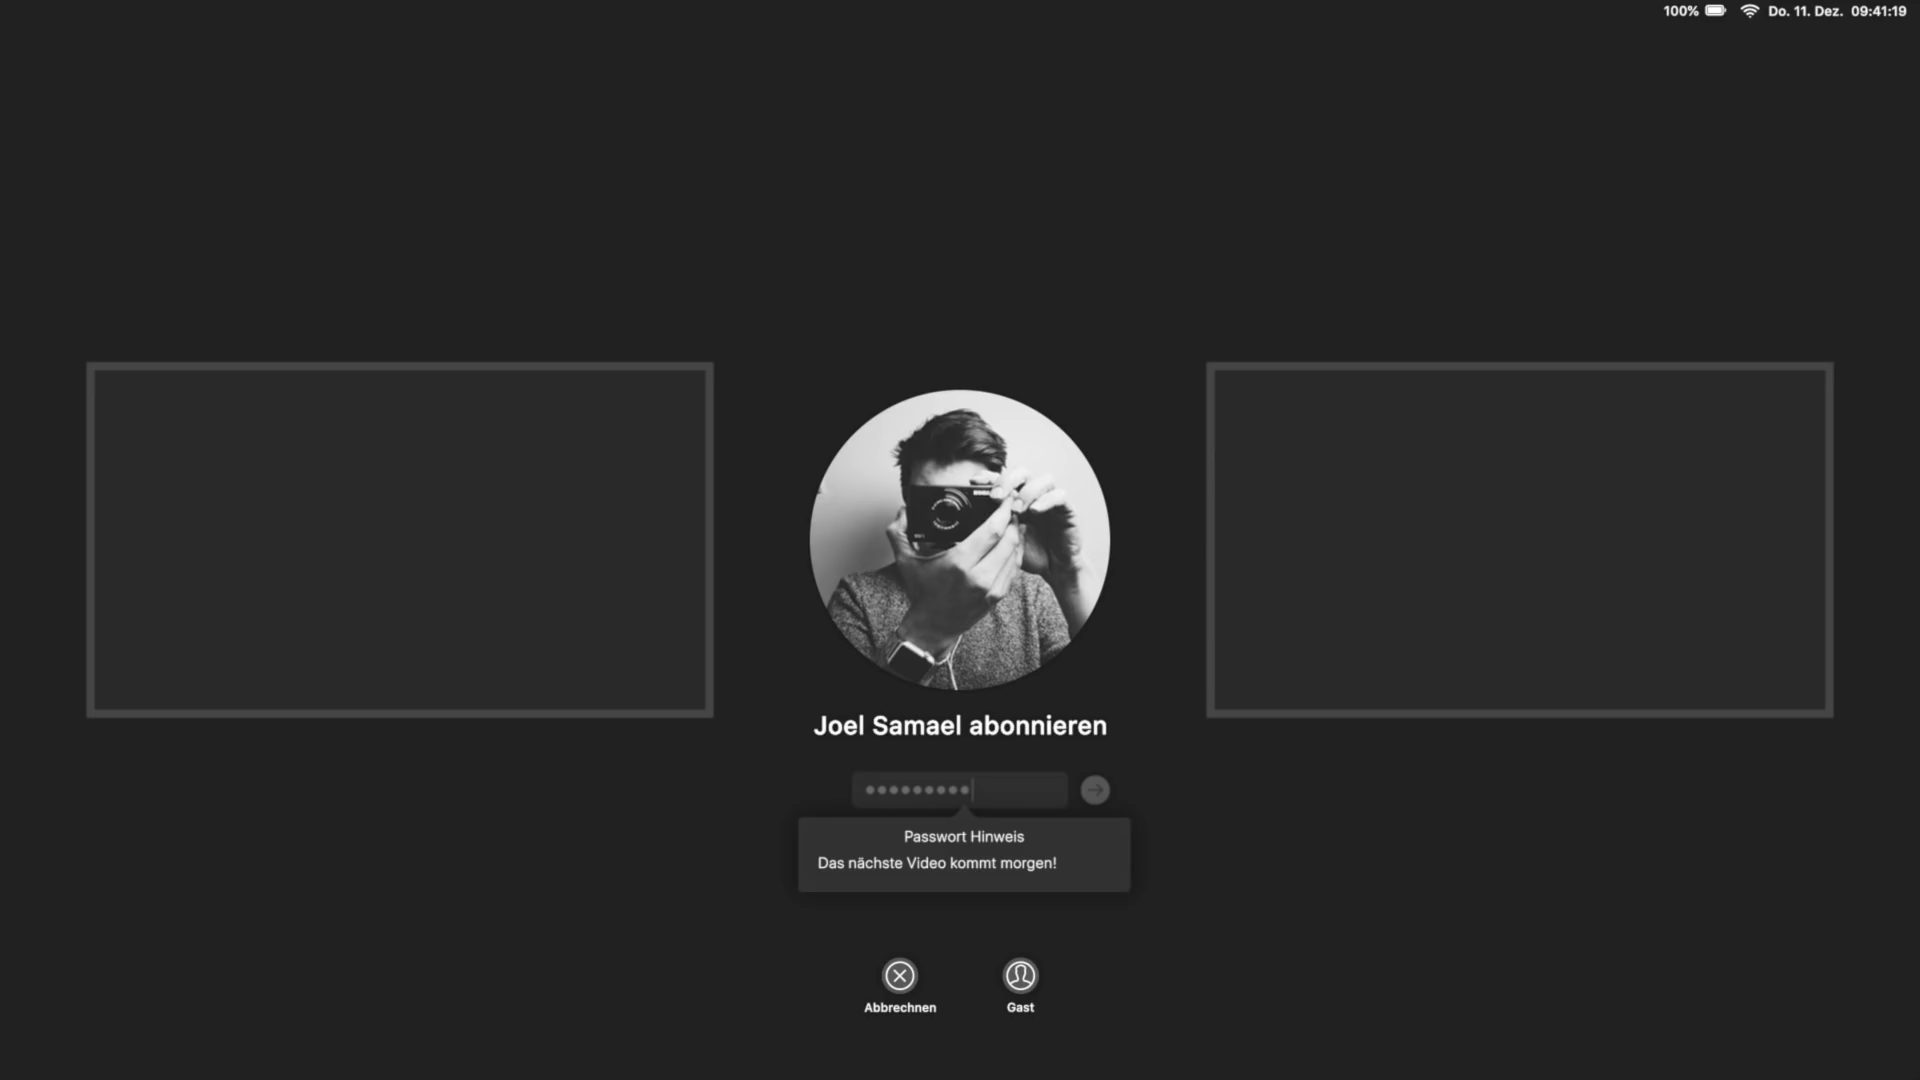 100% Do. 11. Dez. 09:41:19
Joel Samael abonnieren
Passwort Hinweis
Das nächste Video kommt morgen!
Abbrechnen
Gast